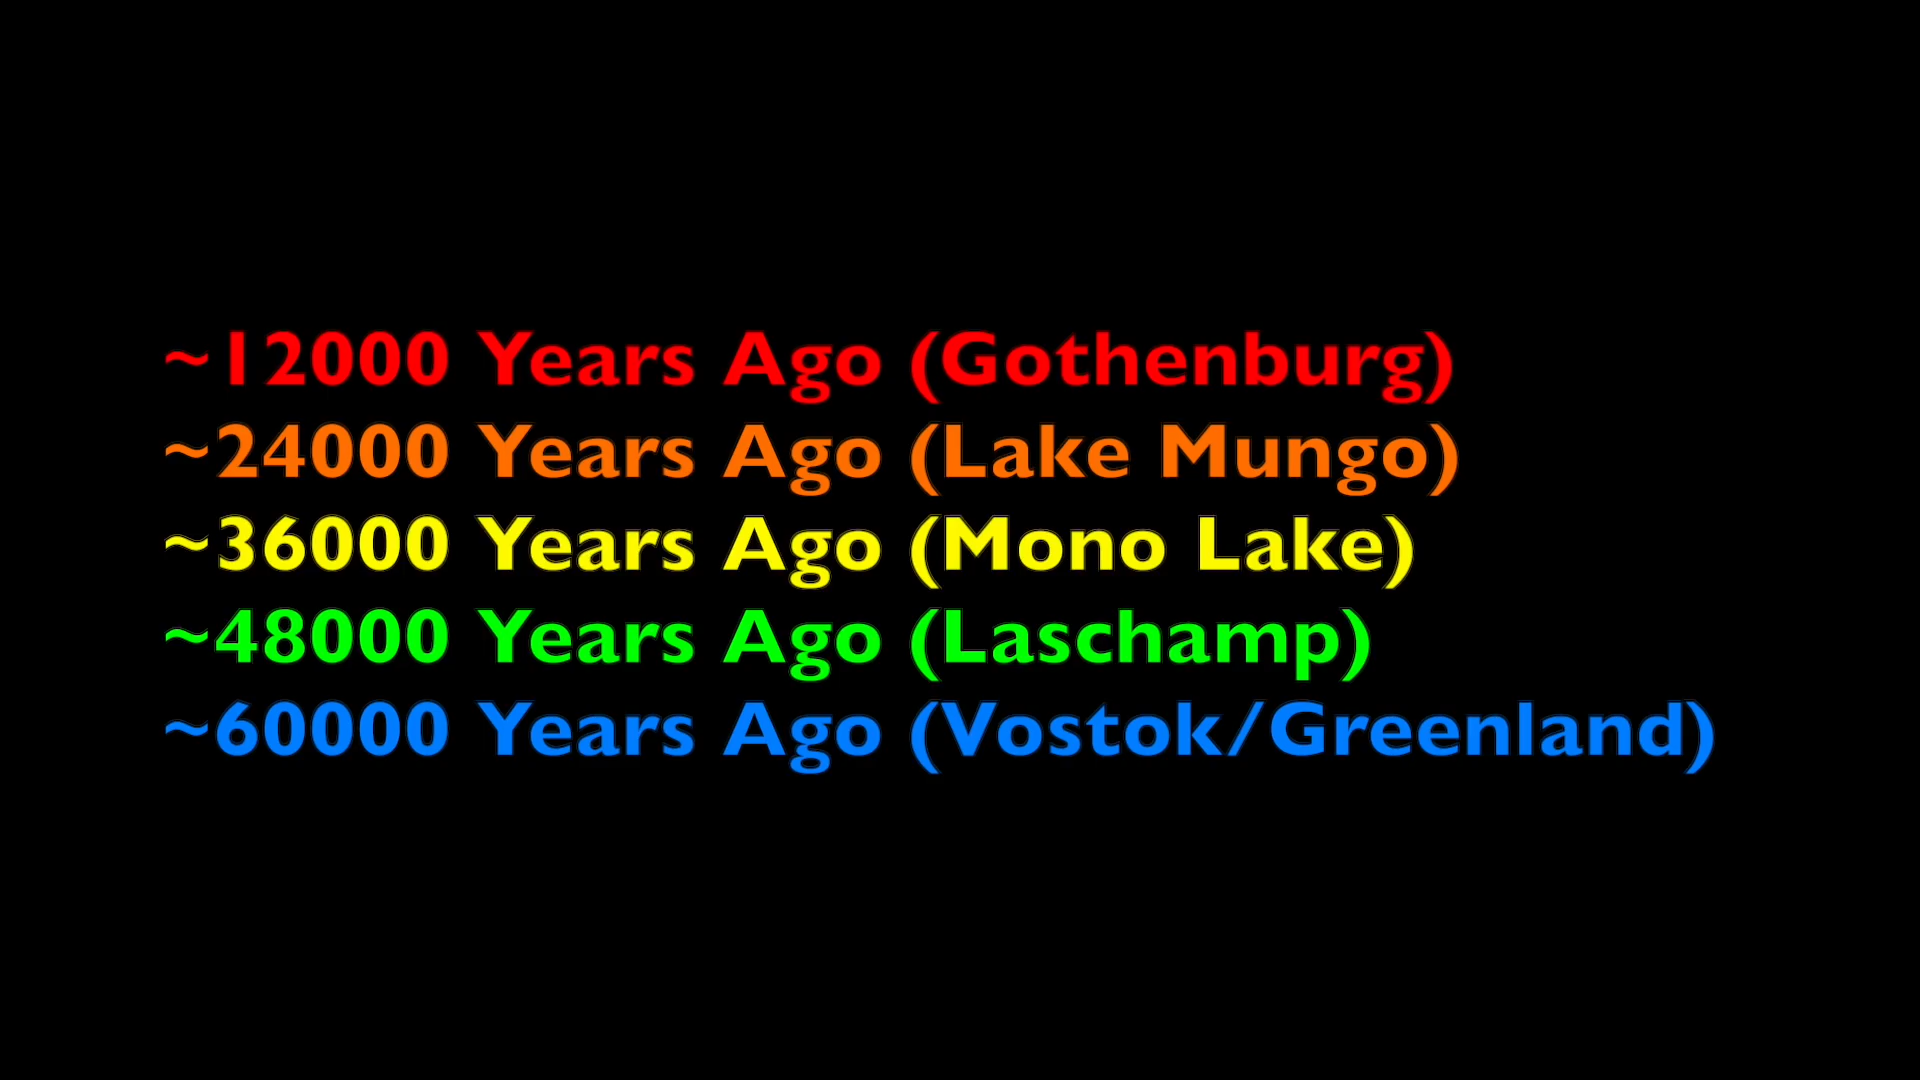 ~12000 Years Ago (Gothenburg)
~24000 Years Ago (Lake Mungo)
~36000 Years Ago (Mono Lake)
~48000 Years Ago (Laschamp)
~60000 Years Ago (Vostok/Greenland)